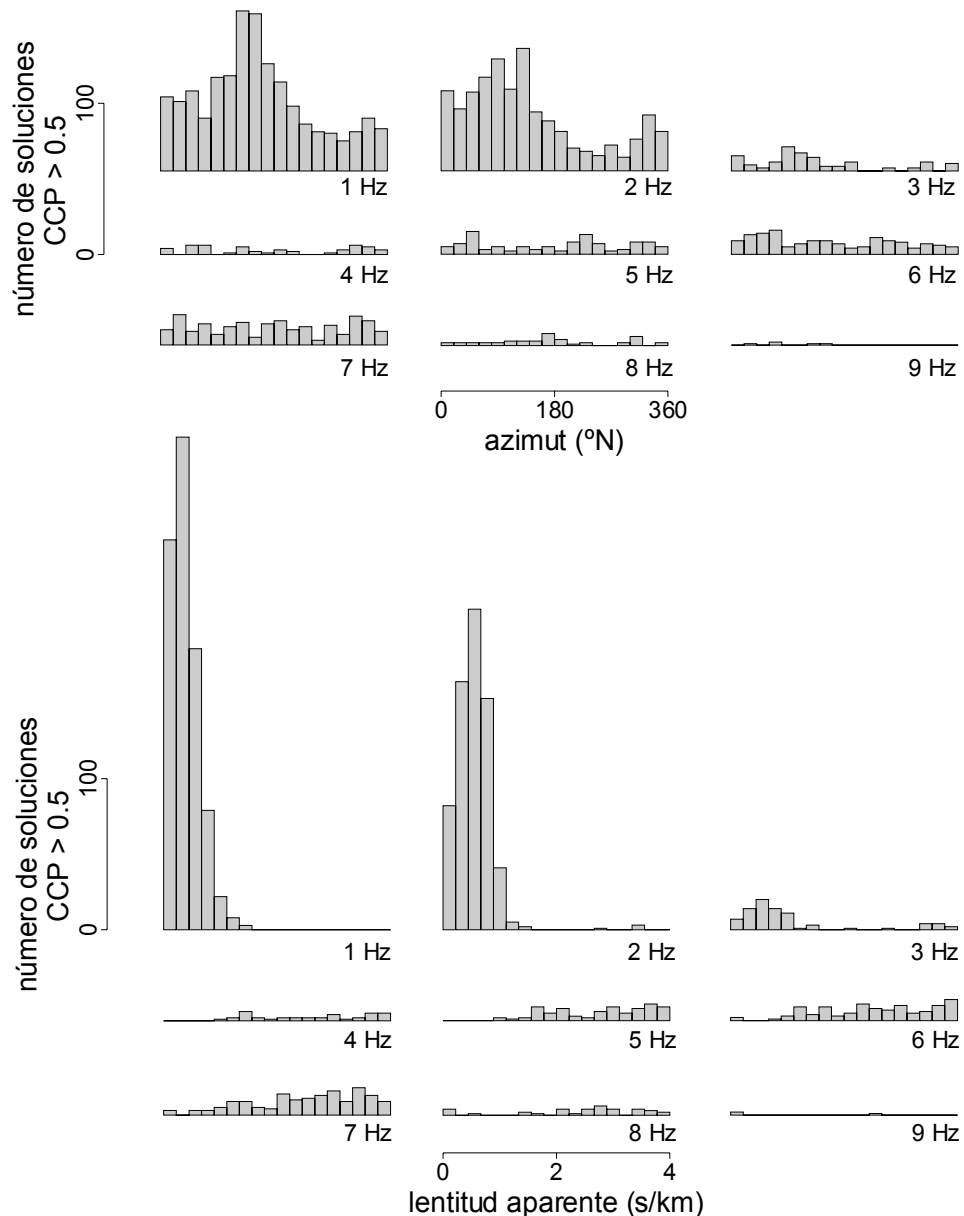 número de soluciones
CCP > 0.5
100
0
1 Hz
2 Hz
3 Hz
4 Hz
5 Hz
6 Hz
7 Hz
8 Hz
9 Hz
0
180
360
azimut (ºN)
número de soluciones
CCP > 0.5
100
0
1 Hz
2 Hz
3 Hz
4 Hz
5 Hz
6 Hz
7 Hz
8 Hz
9 Hz
0
2
4
lentitud aparente (s/km)